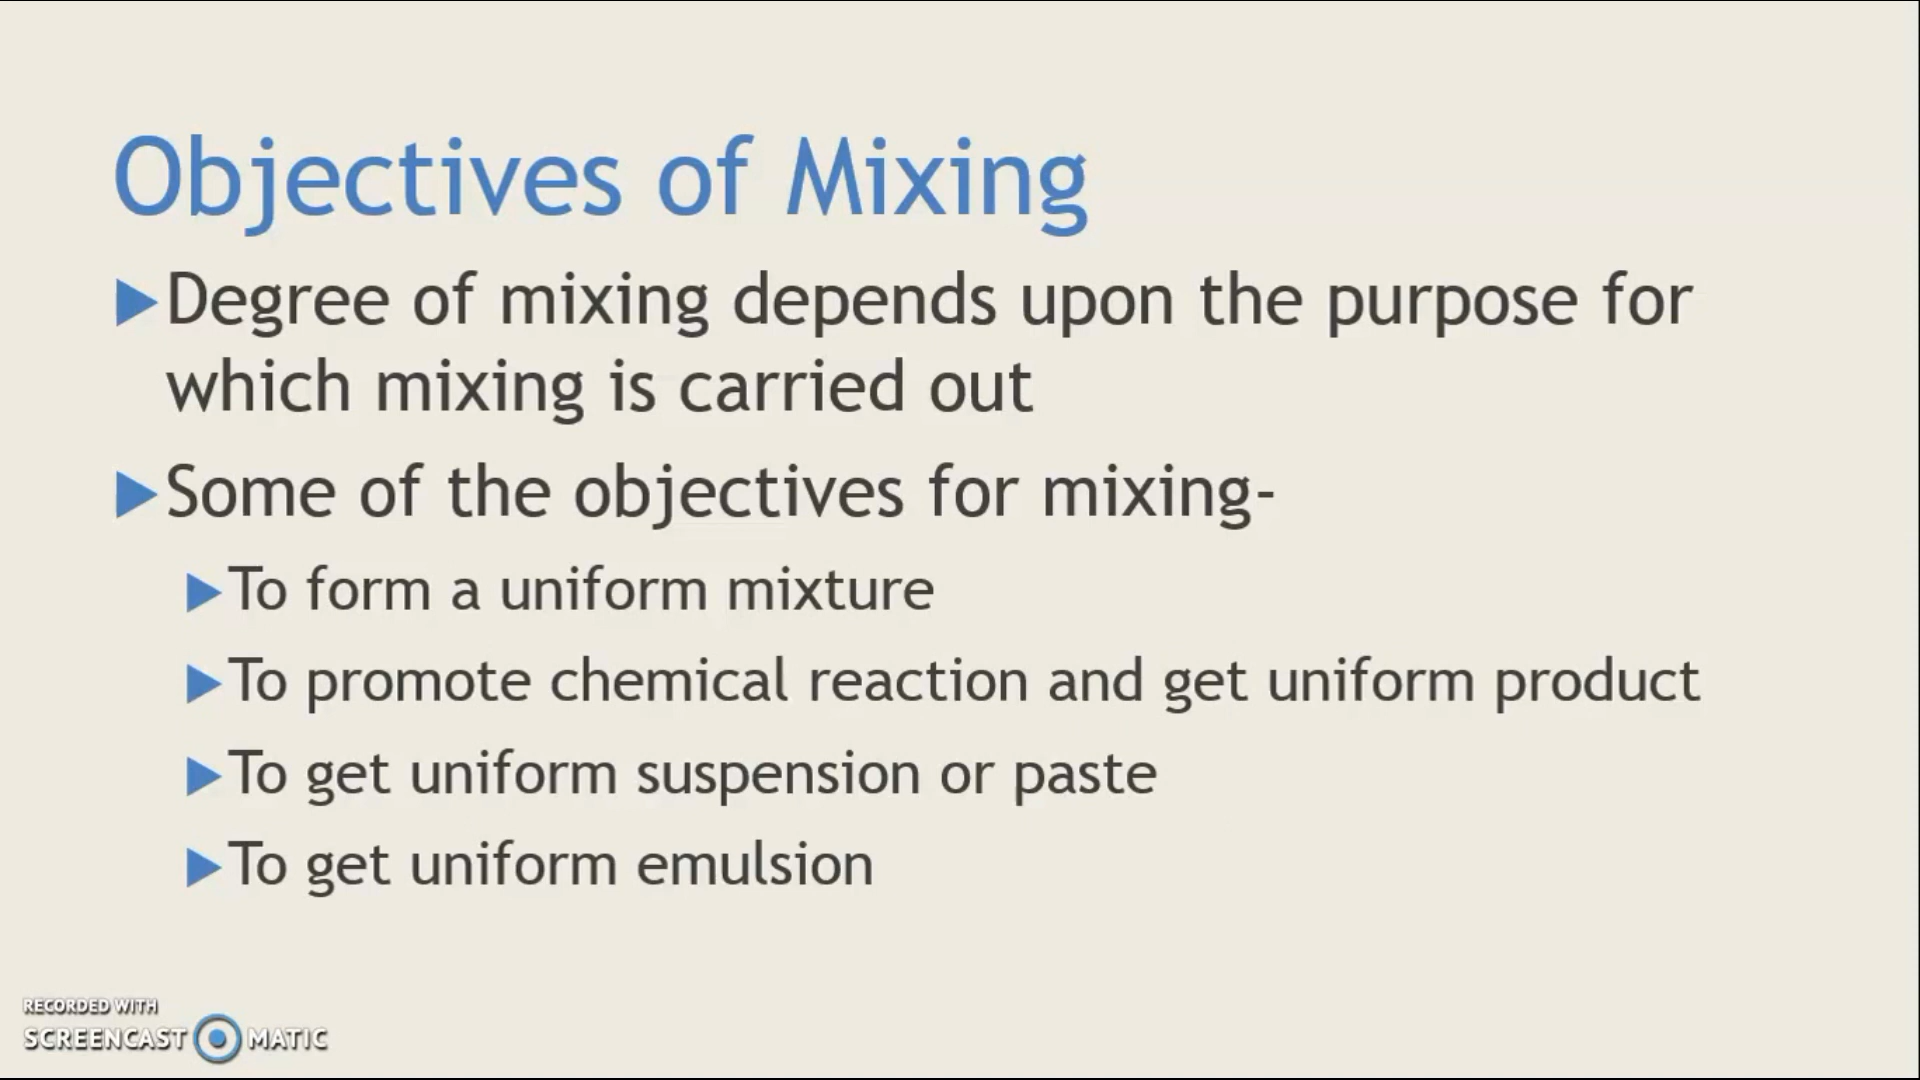 Objectives of Mixing
Degree of mixing depends upon the purpose for
which mixing is carried out
Some of the objectives for mixing-
To form a uniform mixture
To promote chemical reaction and get uniform product
To get uniform suspension or paste
To get uniform emulsion
RECORDED WITH
SCREENCAST MATIC